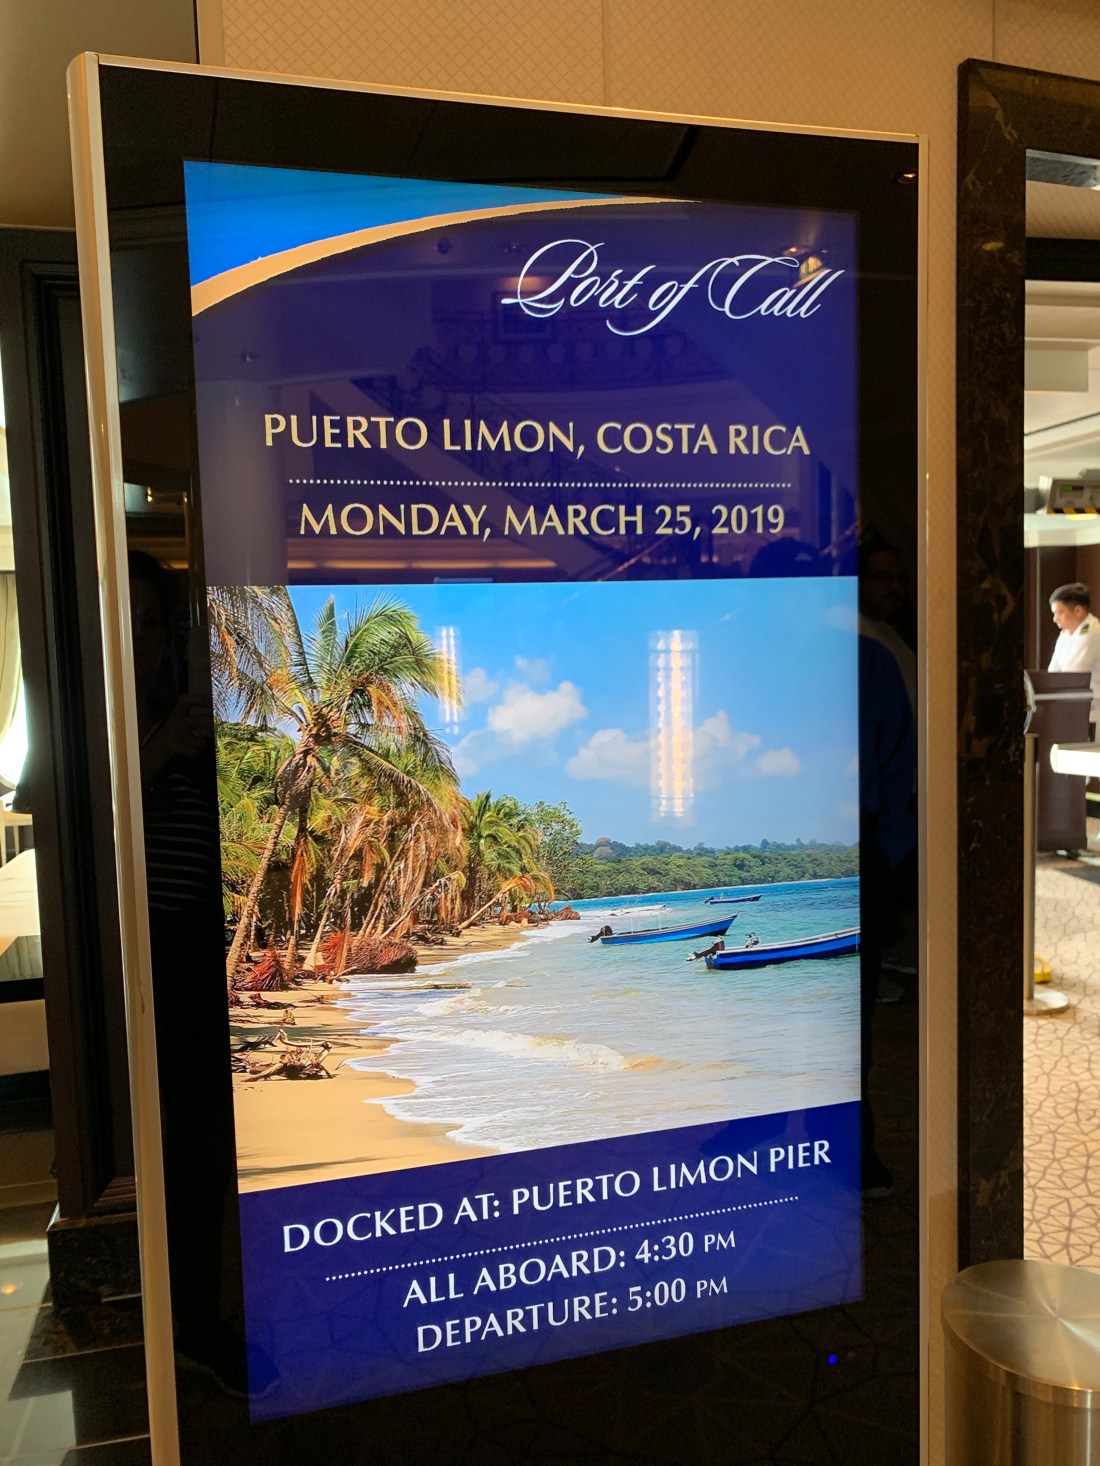 Port of Call
PUERTO LIMON, COSTA RICA
MONDAY, MARCH 25, 2019
DOCKED AT: PUERTO LIMON PIER
ALL ABOARD: 4:30 PM
DEPARTURE: 5:00 PM